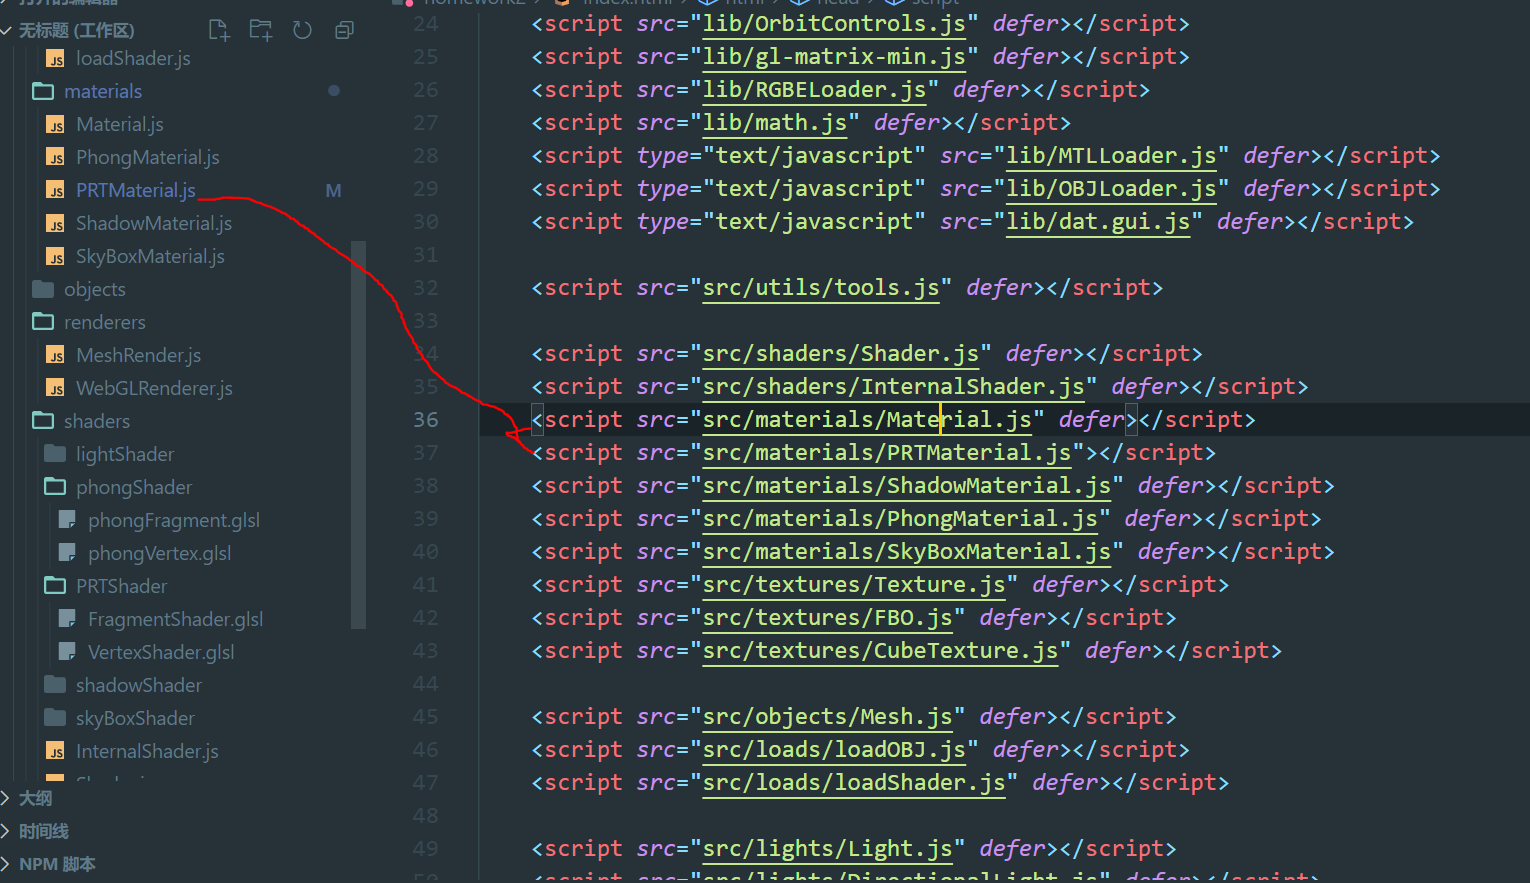 无标题 (工作区)
loadShader.js
materials
Material.js
PhongMaterial.js
PRTMaterial.js M
ShadowMaterial.js
SkyBoxMaterial.js
objects
renderers
MeshRender.js
WebGLRenderer.js
shaders
lightShader
phongShader
phongFragment.glsl
phongVertex.glsl
PRTShader
FragmentShader.glsl
VertexShader.glsl
shadowShader
skyBoxShader
InternalShader.js
大纲
时间线
NPM 脚本
24 <script src="lib/OrbitControls.js" defer></script>
25 <script src="lib/gl-matrix-min.js" defer></script>
26 <script src="lib/RGBELoader.js" defer></script>
27 <script src="lib/math.js" defer></script>
28 <script type="text/javascript" src="lib/MTLLoader.js" defer></script>
29 <script type="text/javascript" src="lib/OBJLoader.js" defer></script>
30 <script type="text/javascript" src="lib/dat.gui.js" defer></script>
31
32 <script src="src/utils/tools.js" defer></script>
33
34 <script src="src/shaders/Shader.js" defer></script>
35 <script src="src/shaders/InternalShader.js" defer></script>
36 <script src="src/materials/Material.js" defer></script>
37 <script src="src/materials/PRTMaterial.js"></script>
38 <script src="src/materials/ShadowMaterial.js" defer></script>
39 <script src="src/materials/PhongMaterial.js" defer></script>
40 <script src="src/materials/SkyBoxMaterial.js" defer></script>
41 <script src="src/textures/Texture.js" defer></script>
42 <script src="src/textures/FBO.js" defer></script>
43 <script src="src/textures/CubeTexture.js" defer></script>
44
45 <script src="src/objects/Mesh.js" defer></script>
46 <script src="src/loads/loadOBJ.js" defer></script>
47 <script src="src/loads/loadShader.js" defer></script>
48
49 <script src="src/lights/Light.js" defer></script>